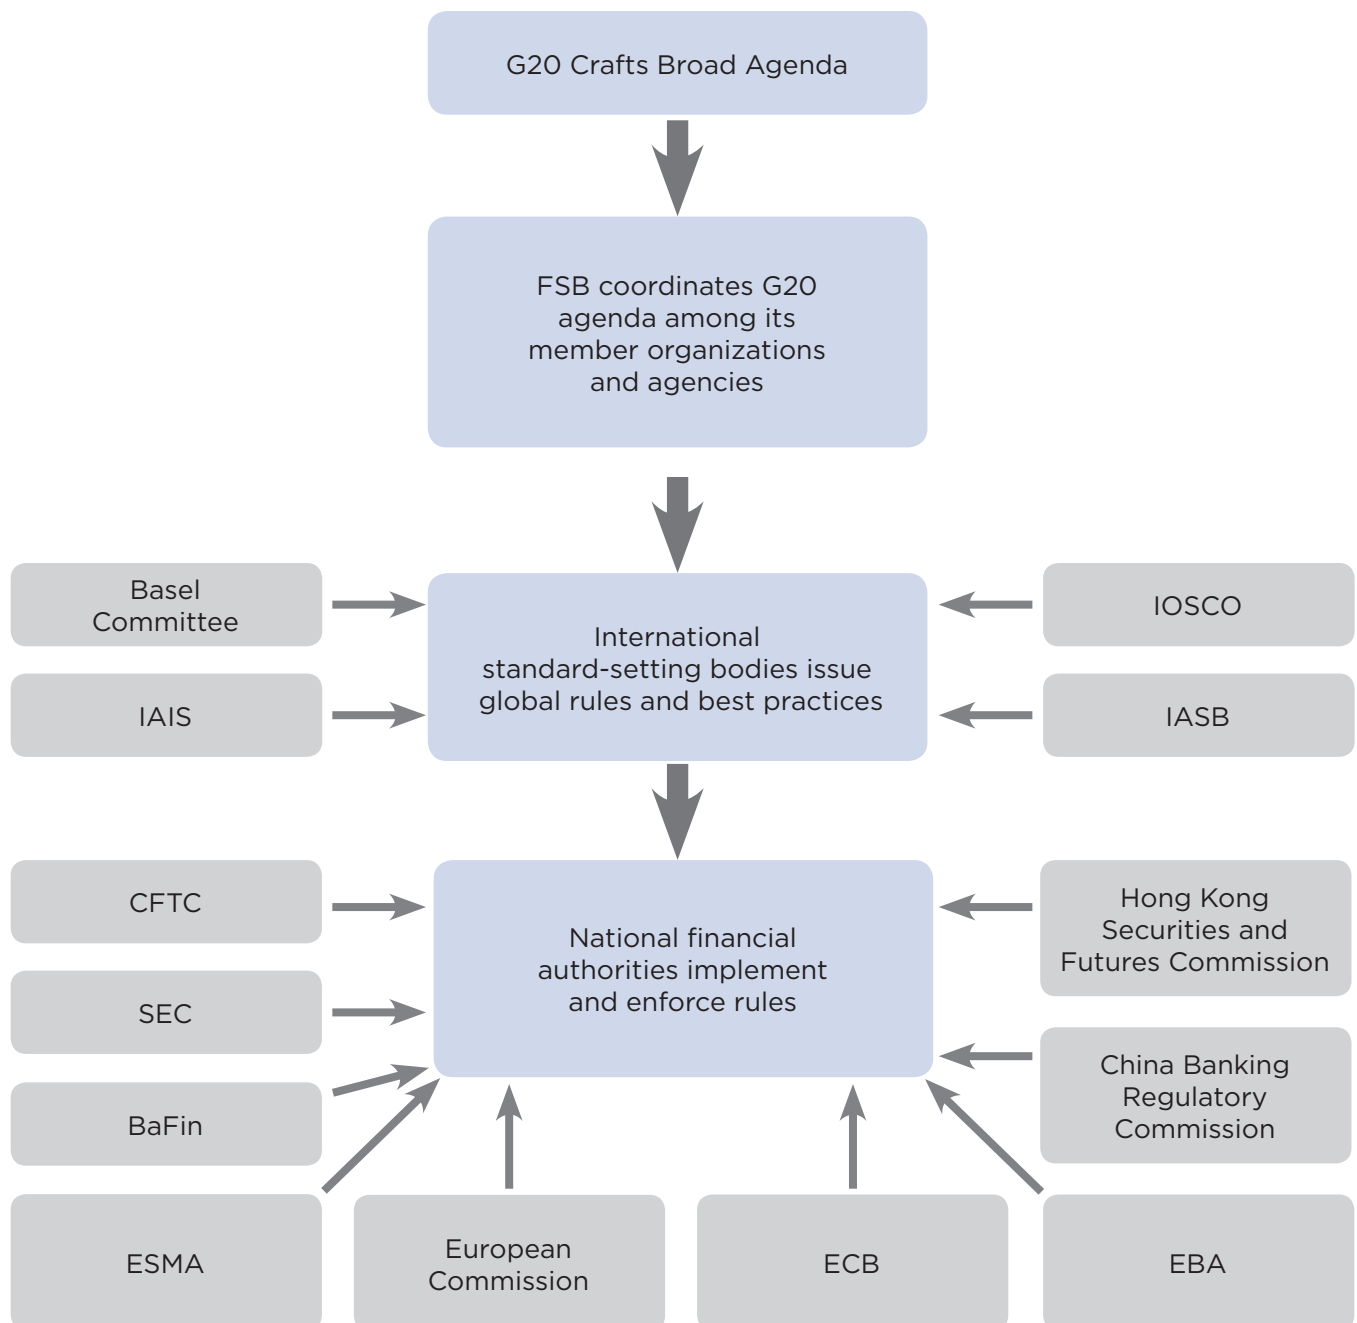 G20 Crafts Broad Agenda
FSB coordinates G20
agenda among its
member organizations
and agencies
Basel
Committee
IAIS
International
standard-setting bodies issue
global rules and best practices
IOSCO
IASB
CFTC
SEC
BaFin
National financial
authorities implement
and enforce rules
Hong Kong
Securities and
Futures Commission
China Banking
Regulatory
Commission
ESMA
European
Commission
ECB
EBA